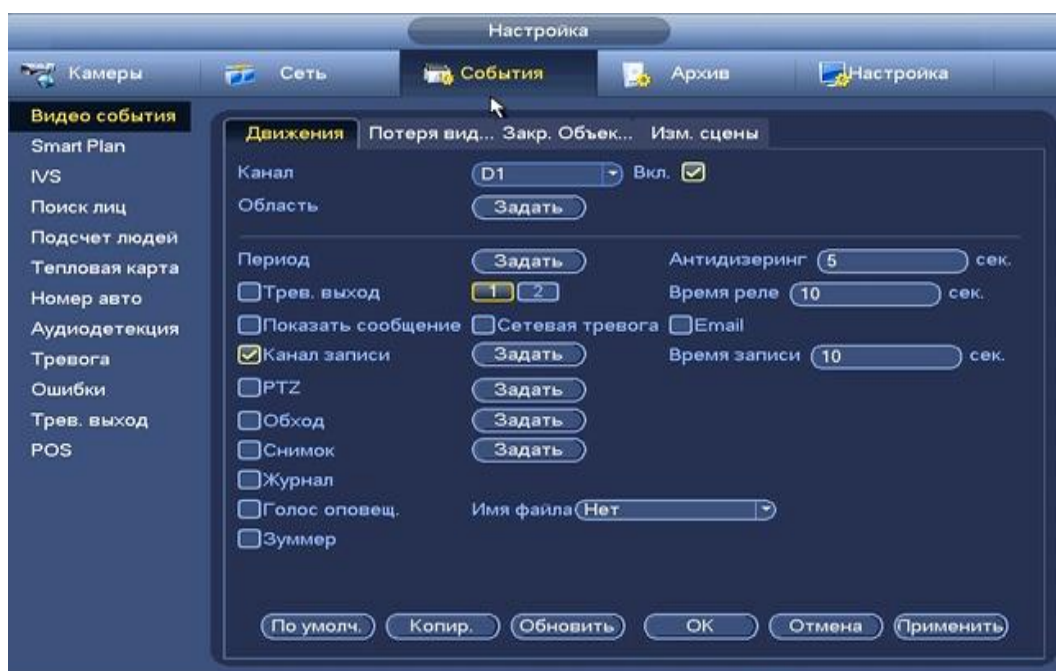 Настройка
Камеры Сеть События Архив Настройка
Видео события
Smart Plan
IVS
Поиск лиц
Подсчет людей
Тепловая карта
Номер авто
Аудиодетекция
Тревога
Ошибки
Трев. выход
POS
Движения Потеря вид... Закр. Объек... Изм. сцены
Канал D1 Вкл.
Область Задать
Период Задать Антидизеринг 5 сек.
Трев. выход 1 2 Время реле 10 сек.
Показать сообщение Сетевая тревога Email
Канал записи Задать Время записи 10 сек.
PTZ Задать
Обход Задать
Снимок Задать
Журнал
Голос оповещ. Имя файла Нет
Зуммер
По умолч. Копир. Обновить OK Отмена Применить